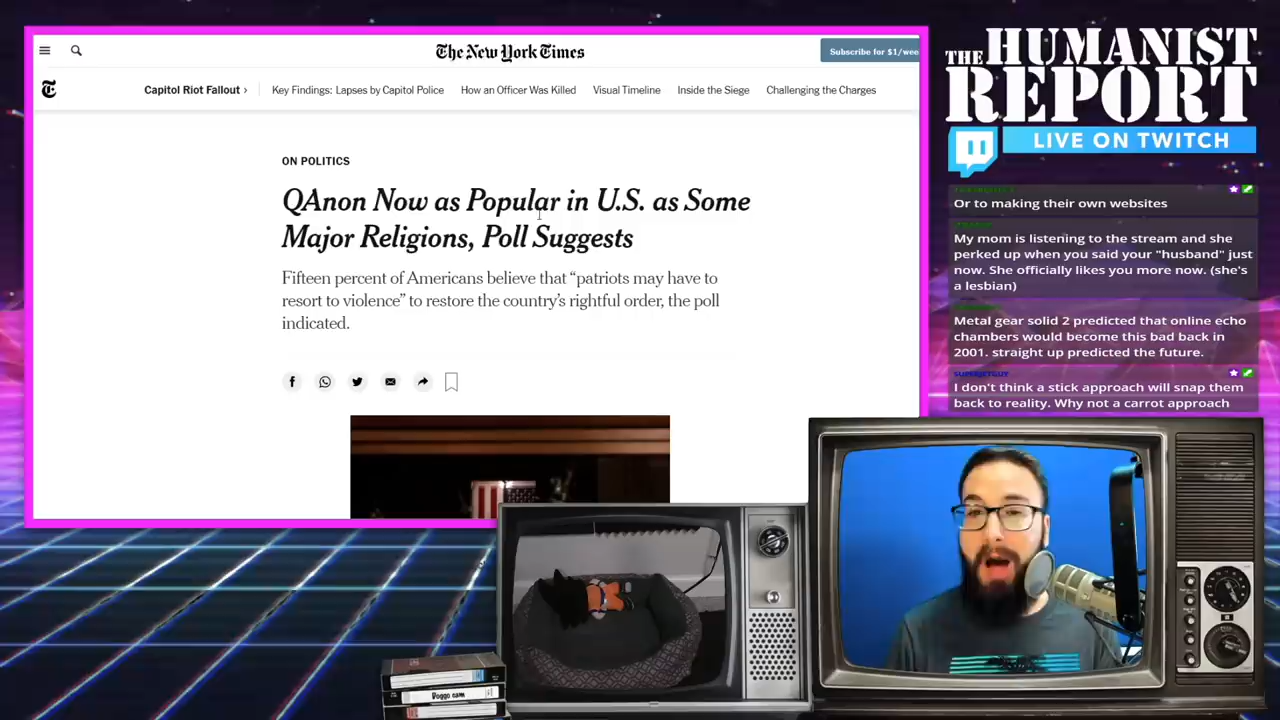 The New York Times
Subscribe for $1/wee
Capitol Riot Fallout ›
Key Findings: Lapses by Capitol Police
How an Officer Was Killed
Visual Timeline
Inside the Siege
Challenging the Charges
ON POLITICS
QAnon Now as Popular in U.S. as Some
Major Religions, Poll Suggests
Fifteen percent of Americans believe that “patriots may have to
resort to violence” to restore the country’s rightful order, the poll
indicated.
THE HUMANIST
REPORT
LIVE ON TWITCH
Or to making their own websites
My mom is listening to the stream and she
perked up when you said your "husband" just
now. She officially likes you more now. (she's
a lesbian)
Metal gear solid 2 predicted that online echo
chambers would become this bad back in
2001. straight up predicted the future.
I don't think a stick approach will snap them
back to reality. Why not a carrot approach
Doggo cam